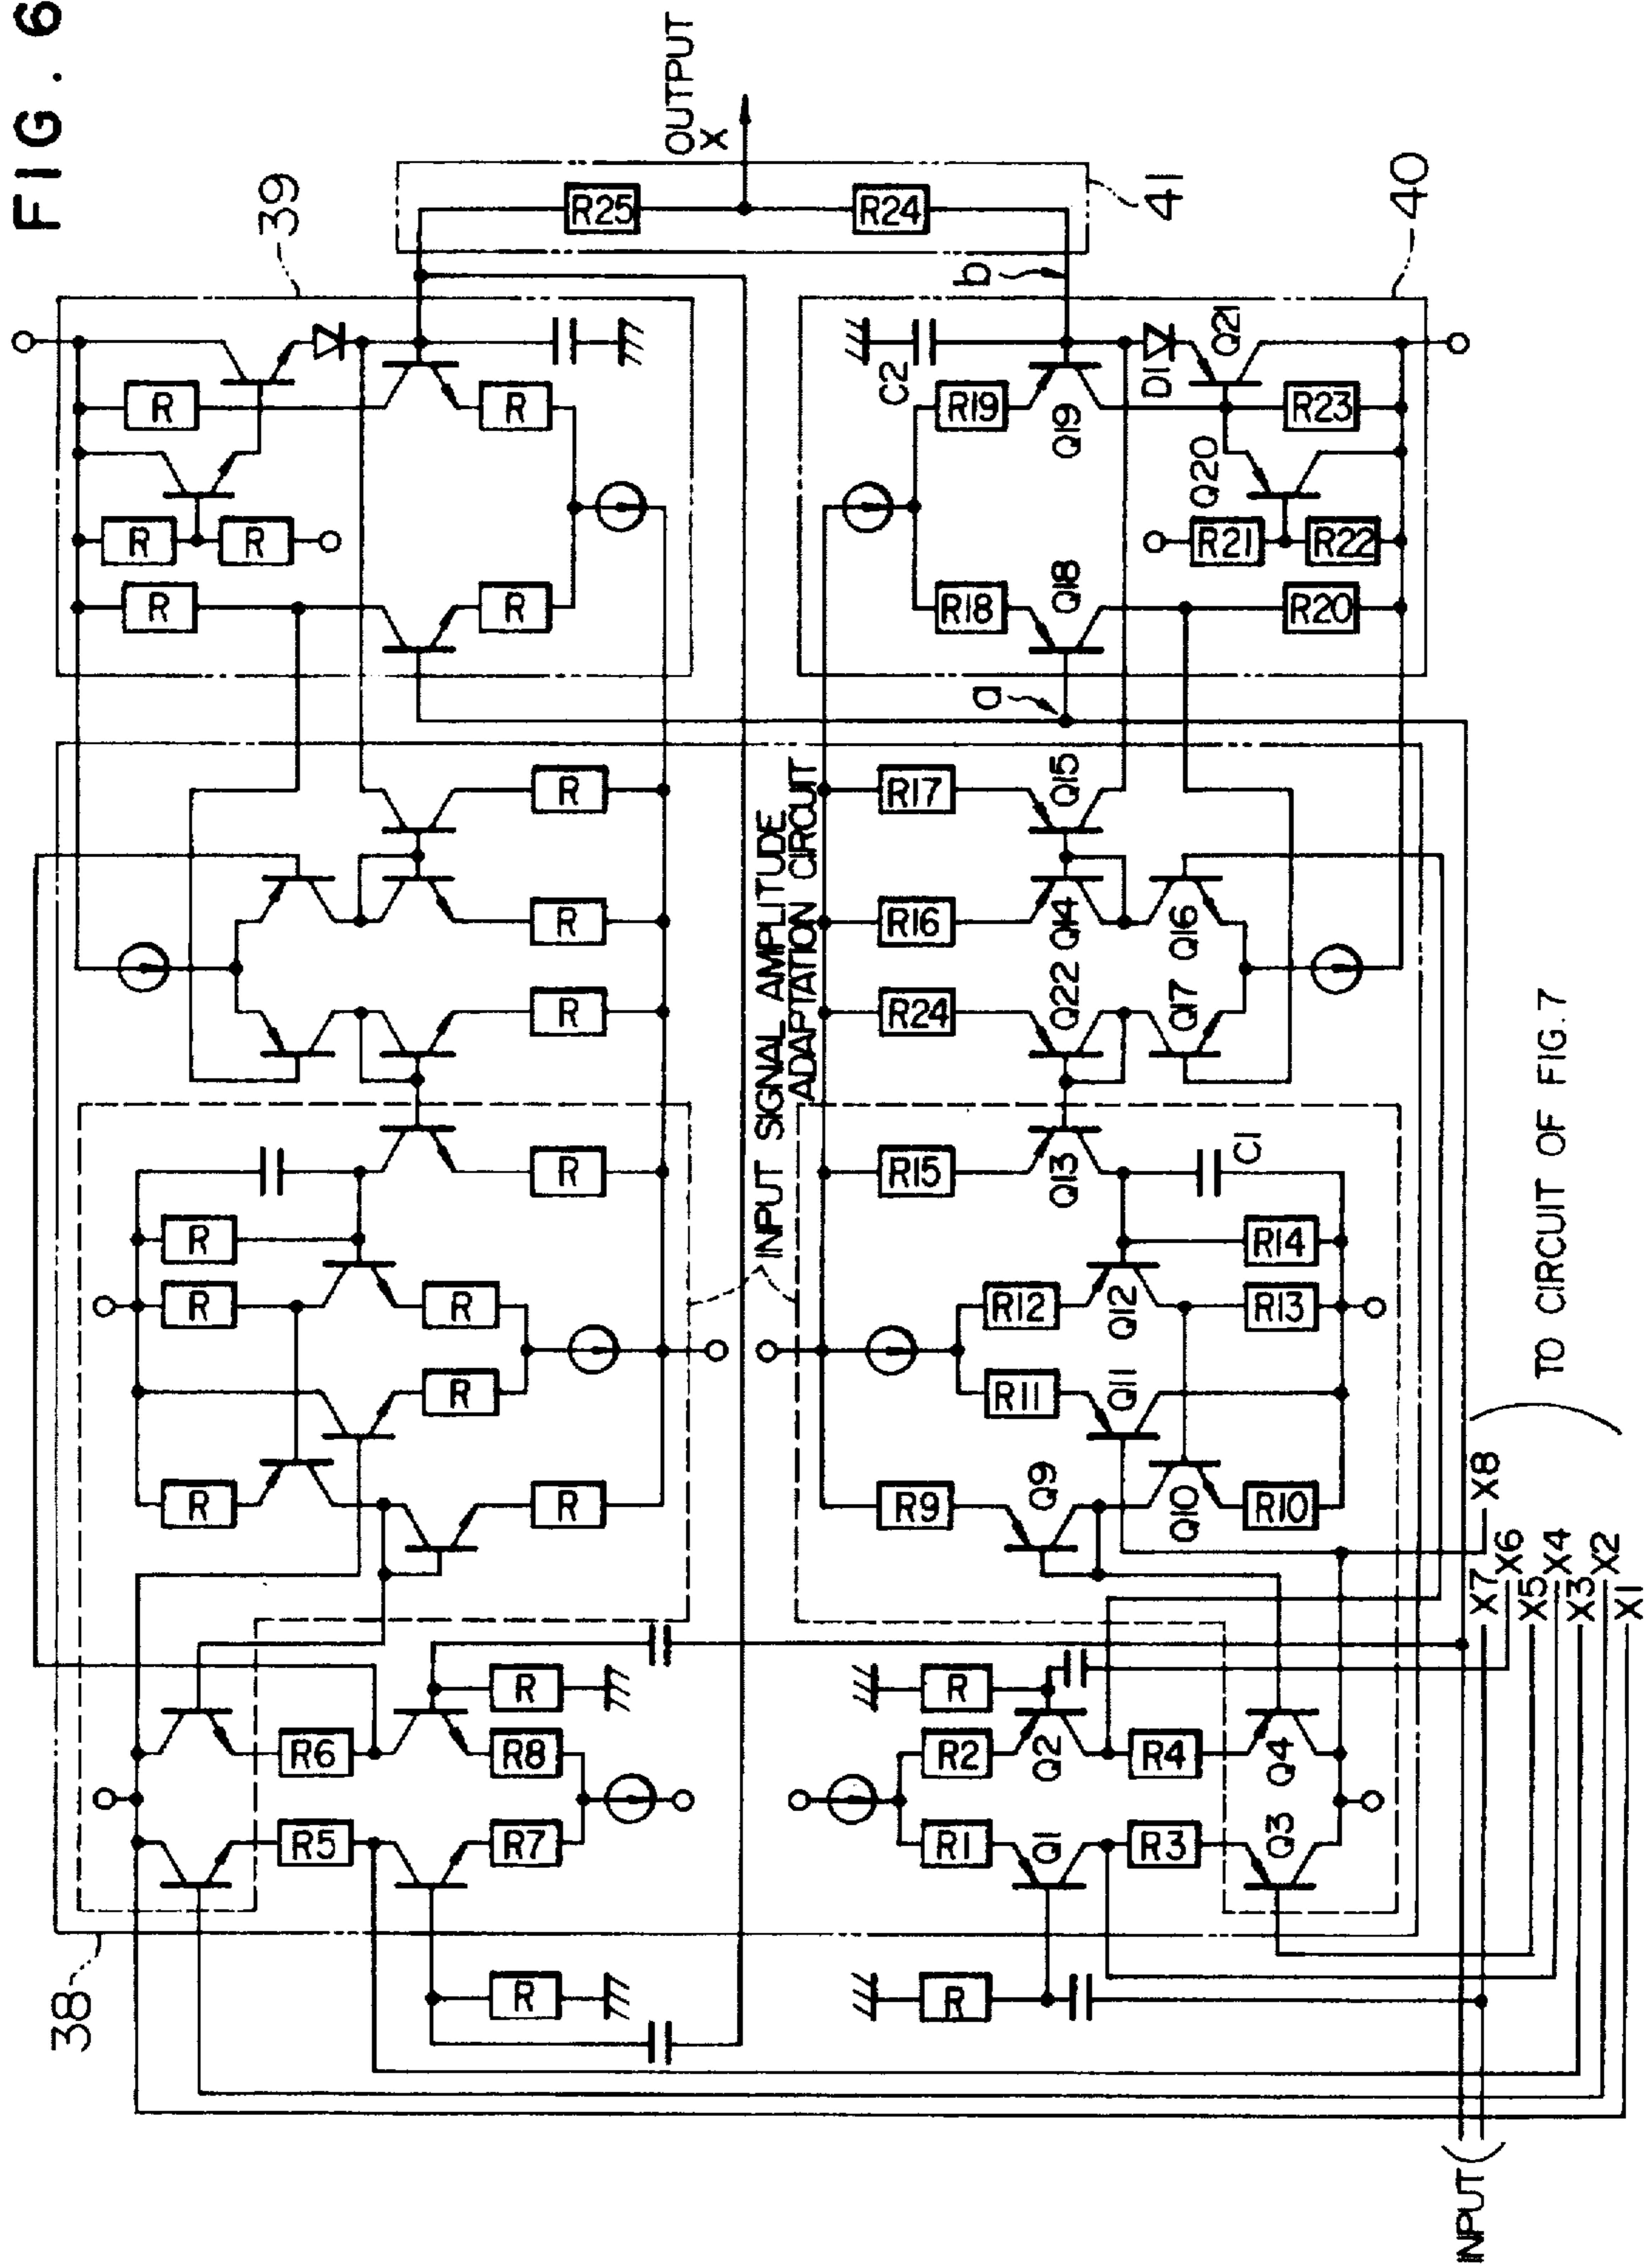 FIG. 6
39
OUTPUT
X
R25
R24
41
40
b
R
R
R
R
R
R
C2
R19
Q19
D1
Q21
R23
Q20
R21
R22
R18
Q18
R20
a
R
R
R
R17
Q15
R16
Q14
Q16
R24
Q22
Q17
INPUT SIGNAL AMPLITUDE
ADAPTATION CIRCUIT
R
R
R
R
R
R
R
R15
Q13
C1
R14
R12
Q12
R13
R11
Q11
R9
Q9
Q10
R10
TO CIRCUIT OF FIG.7
R6
R8
R
R5
R7
R
R
R2
Q2
R4
Q4
R1
Q1
R3
Q3
R
38
X8
X7
X6
X5
X4
X3
X2
X1
INPUT